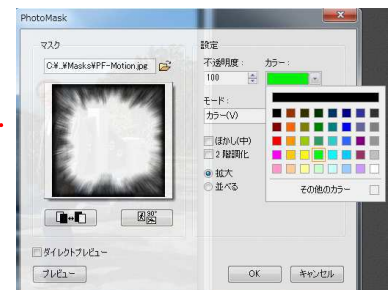 PhotoMask
マスク
C:¥..¥Masks¥PF-Motion.jpg
90°
ダイレクトプレビュー
プレビュー
設定
不透明度：
100
カラー：
モード：
カラー(V)
ぼかし(中)
2 階調化
拡大
並べる
その他のカラー
OK
キャンセル